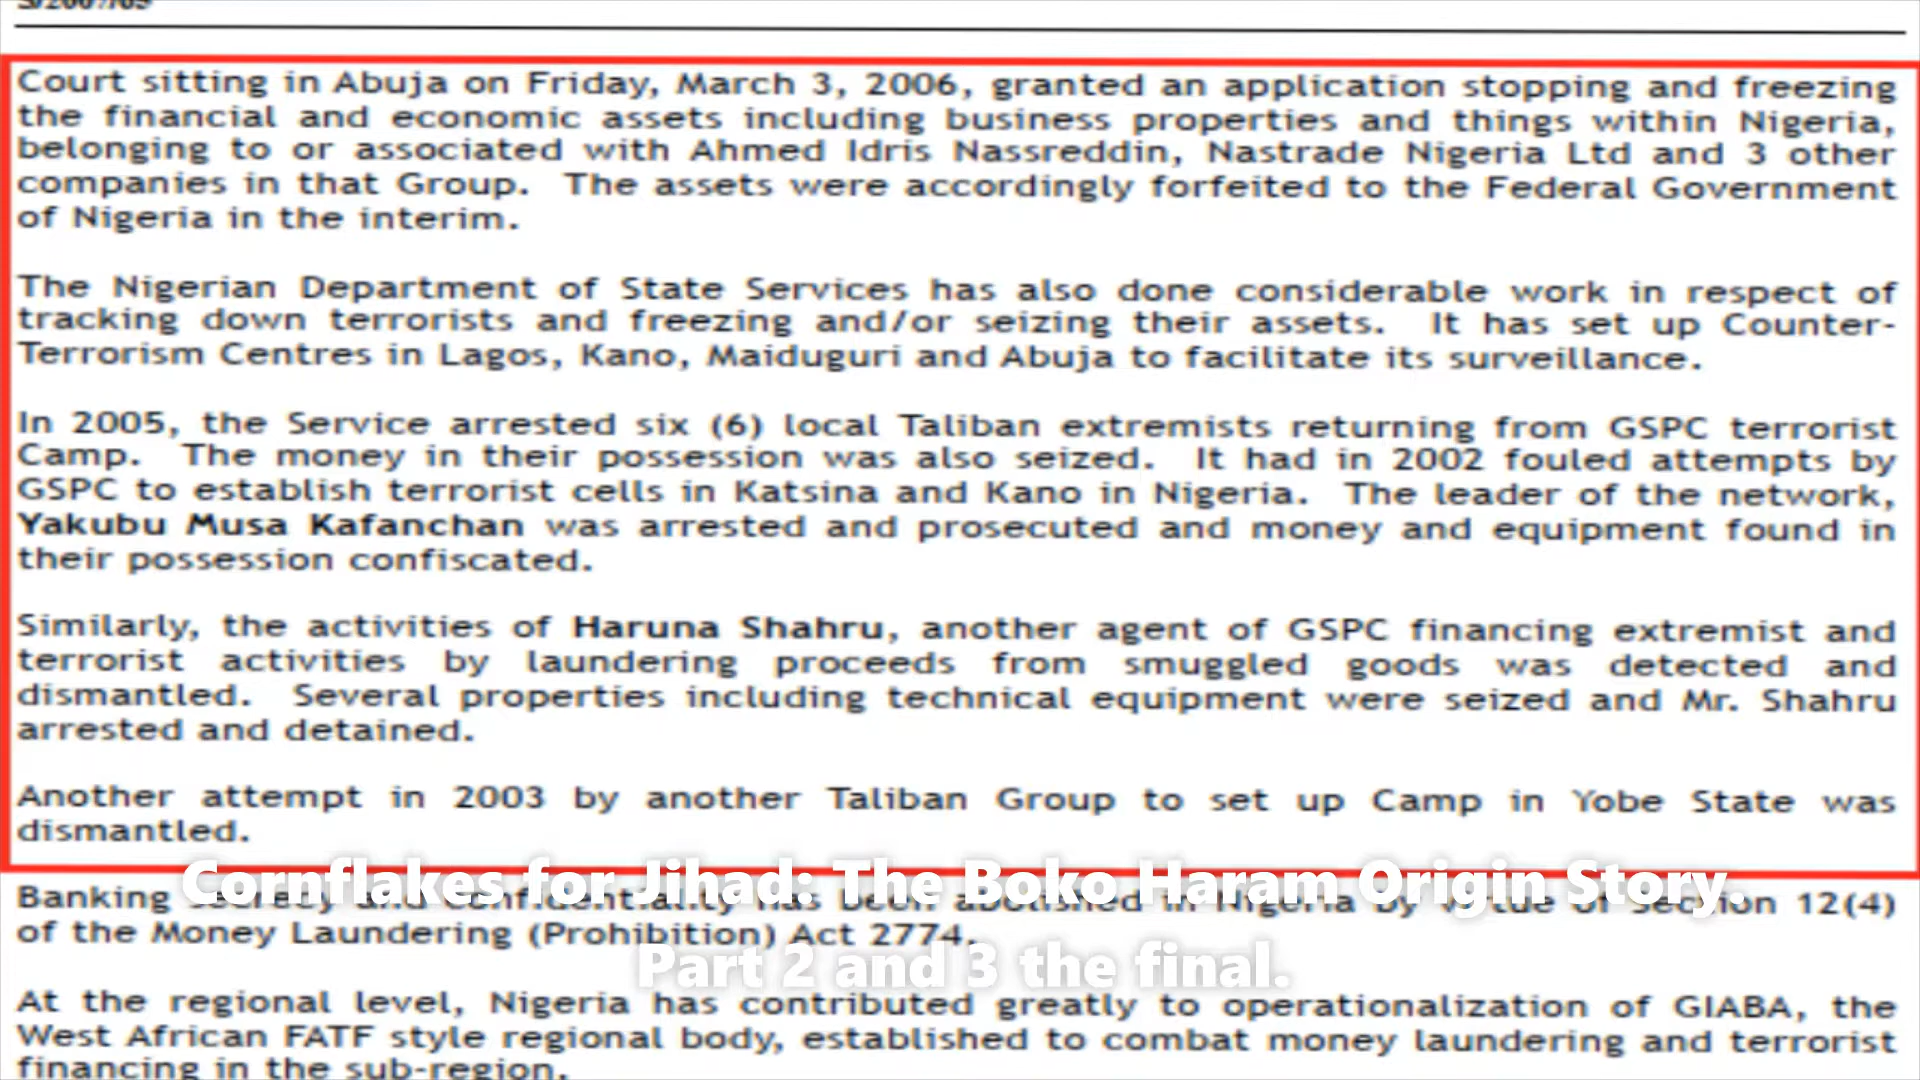 Court sitting in Abuja on Friday, March 3, 2006, granted an application stopping and freezing
the financial and economic assets including business properties and things within Nigeria,
belonging to or associated with Ahmed Idris Nassreddin, Nastrade Nigeria Ltd and 3 other
companies in that Group. The assets were accordingly forfeited to the Federal Government
of Nigeria in the interim.
The Nigerian Department of State Services has also done considerable work in respect of
tracking down terrorists and freezing and/or seizing their assets. It has set up Counter-
Terrorism Centres in Lagos, Kano, Maiduguri and Abuja to facilitate its surveillance.
In 2005, the Service arrested six (6) local Taliban extremists returning from GSPC terrorist
Camp. The money in their possession was also seized. It had in 2002 fouled attempts by
GSPC to establish terrorist cells in Katsina and Kano in Nigeria. The leader of the network,
Yakubu Musa Kafanchan was arrested and prosecuted and money and equipment found in
their possession confiscated.
Similarly, the activities of Haruna Shahru, another agent of GSPC financing extremist and
terrorist activities by laundering proceeds from smuggled goods was detected and
dismantled. Several properties including technical equipment were seized and Mr. Shahru
arrested and detained.
Another attempt in 2003 by another Taliban Group to set up Camp in Yobe State was
dismantled.
Cornflakes for Jihad: The Boko Haram Origin Story.
Banking secrecy and confidentiality has been abolished in Nigeria by virtue of Section 12(4)
of the Money Laundering (Prohibition) Act 2774.
Part 2 and 3 the final.
At the regional level, Nigeria has contributed greatly to operationalization of GIABA, the
West African FATF style regional body, established to combat money laundering and terrorist
financing in the sub-region.